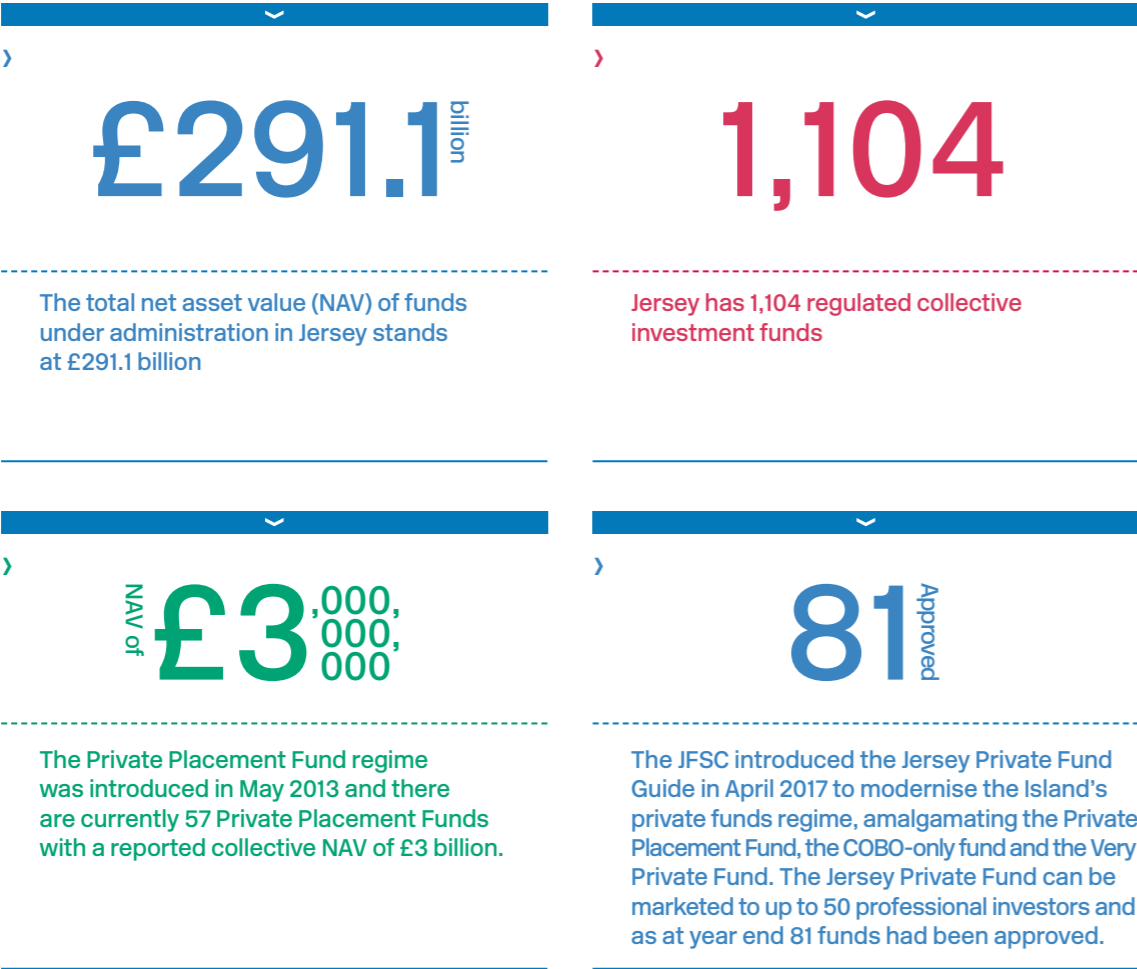 £291.1 billion
The total net asset value (NAV) of funds
under administration in Jersey stands
at £291.1 billion
1,104
Jersey has 1,104 regulated collective
investment funds
NAV of £3,000,
000,
000
The Private Placement Fund regime
was introduced in May 2013 and there
are currently 57 Private Placement Funds
with a reported collective NAV of £3 billion.
81 Approved
The JFSC introduced the Jersey Private Fund
Guide in April 2017 to modernise the Island’s
private funds regime, amalgamating the Private
Placement Fund, the COBO-only fund and the Very
Private Fund. The Jersey Private Fund can be
marketed to up to 50 professional investors and
as at year end 81 funds had been approved.